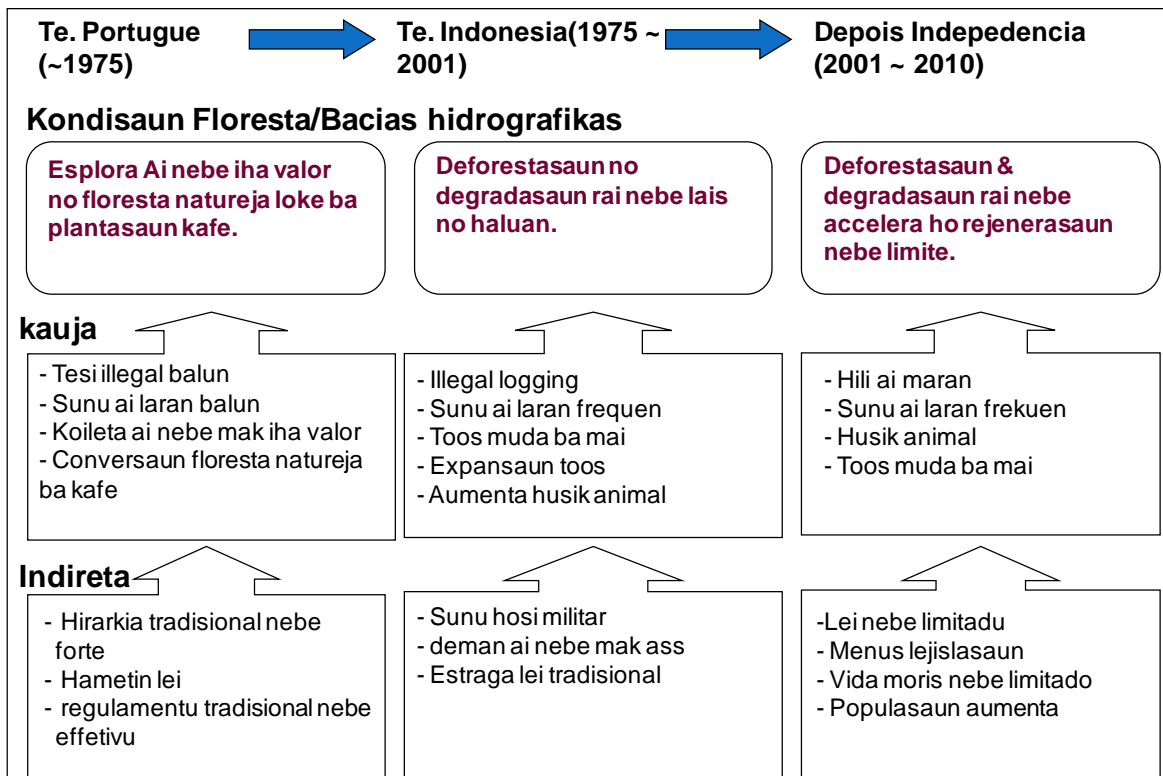 Te. Portugue
(~1975)
Te. Indonesia(1975 ~
2001)
Depois Indepedencia
(2001 ~ 2010)
Kondisaun Floresta/Bacias hidrografikas
Esplora Ai nebe iha valor
no floresta natureja loke ba
plantasaun kafe.
Deforestasaun no
degradasaun rai nebe lais
no haluan.
Deforestasaun &
degradasaun rai nebe
accelera ho rejenerasaun
nebe limite.
kauja
- Tesi illegal balun
- Sunu ai laran balun
- Koileta ai nebe mak iha valor
- Conversaun floresta natureja
ba kafe
- Illegal logging
- Sunu ai laran frequen
- Toos muda ba mai
- Expansaun toos
- Aumenta husik animal
- Hili ai maran
- Sunu ai laran frekuen
- Husik animal
- Toos muda ba mai
Indireta
- Hirarkia tradisional nebe
forte
- Hametin lei
- regulamentu tradisional nebe
effetivu
- Sunu hosi militar
- deman ai nebe mak ass
- Estraga lei tradisional
-Lei nebe limitadu
- Menus lejislasaun
- Vida moris nebe limitado
- Populasaun aumenta